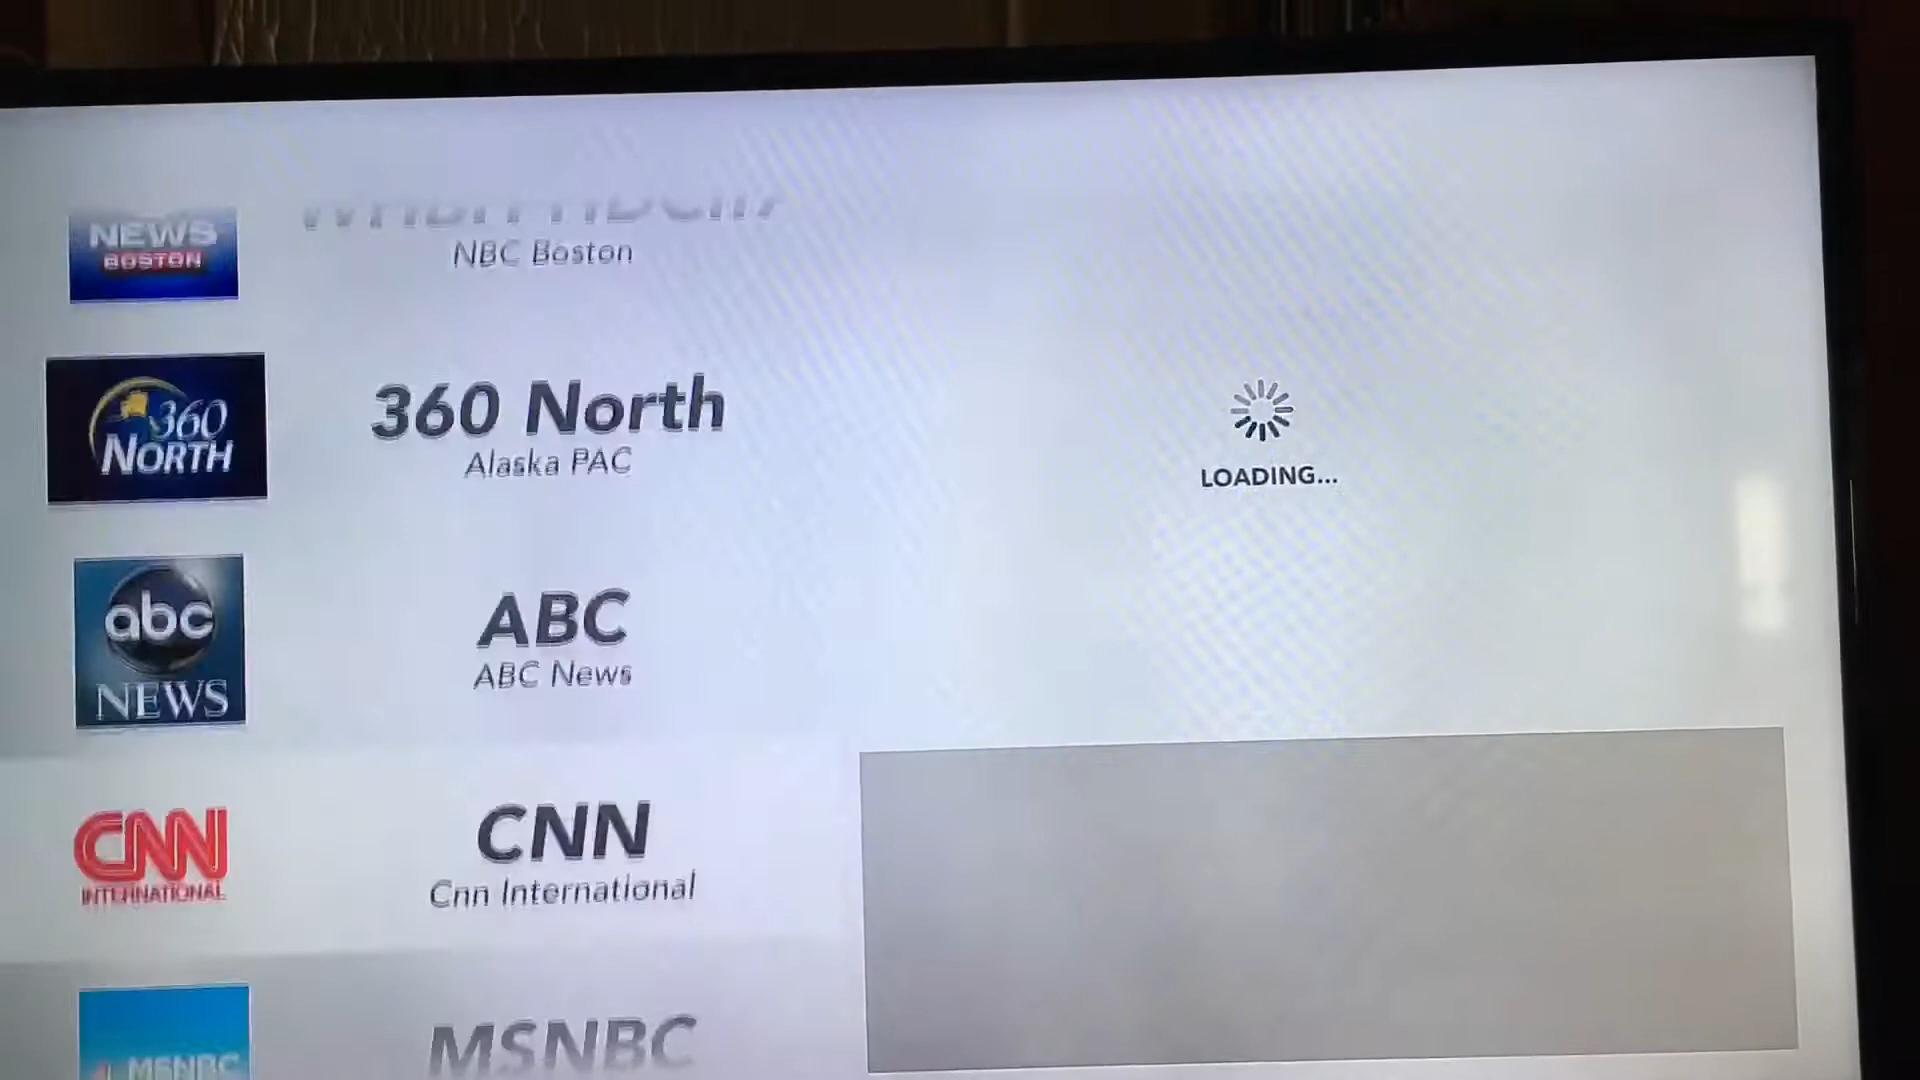 NEWS
BOSTON
NBC Boston
360
NORTH
360 North
Alaska PAC
LOADING...
abc
NEWS
ABC
ABC News
CNN
INTERNATIONAL
CNN
Cnn International
MSNBC
MSNBC